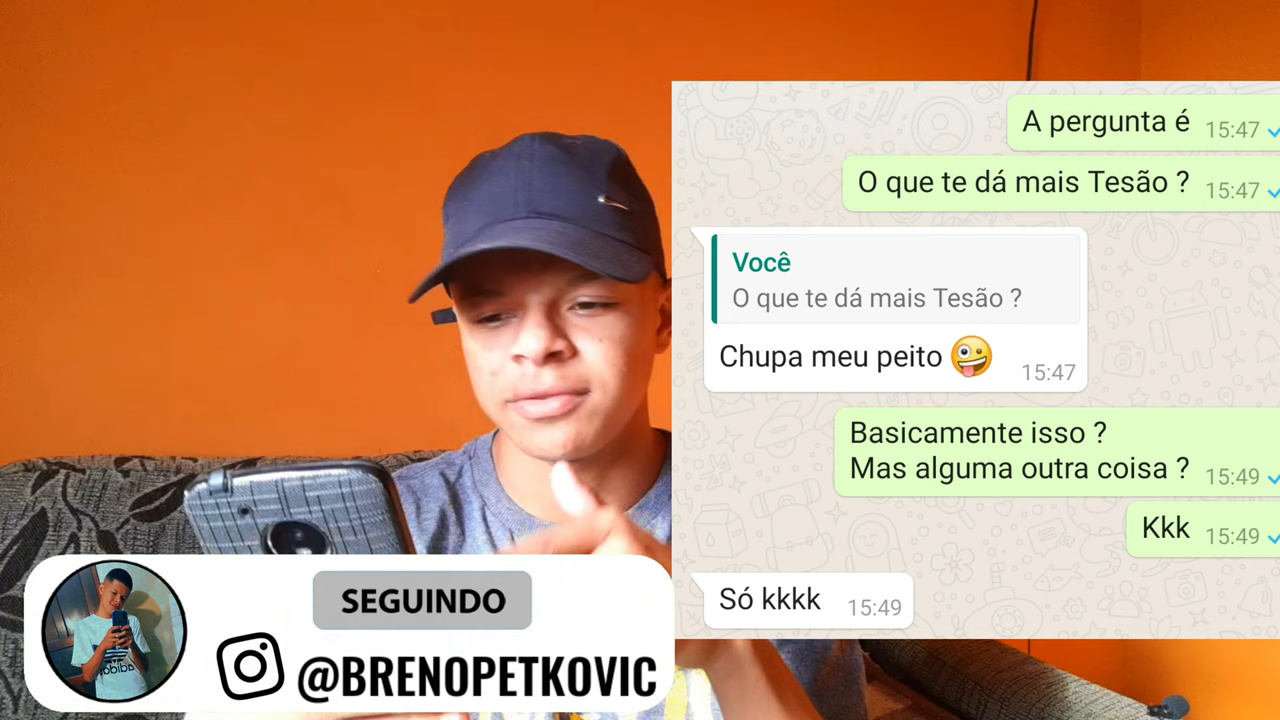 A pergunta é 15:47
O que te dá mais Tesão ? 15:47
Você
O que te dá mais Tesão ?
Chupa meu peito 🤪 15:47
Basicamente isso ?
Mas alguma outra coisa ? 15:49
Kkk 15:49
Só kkkk 15:49
SEGUINDO
@BRENOPETKOVIC
adidas